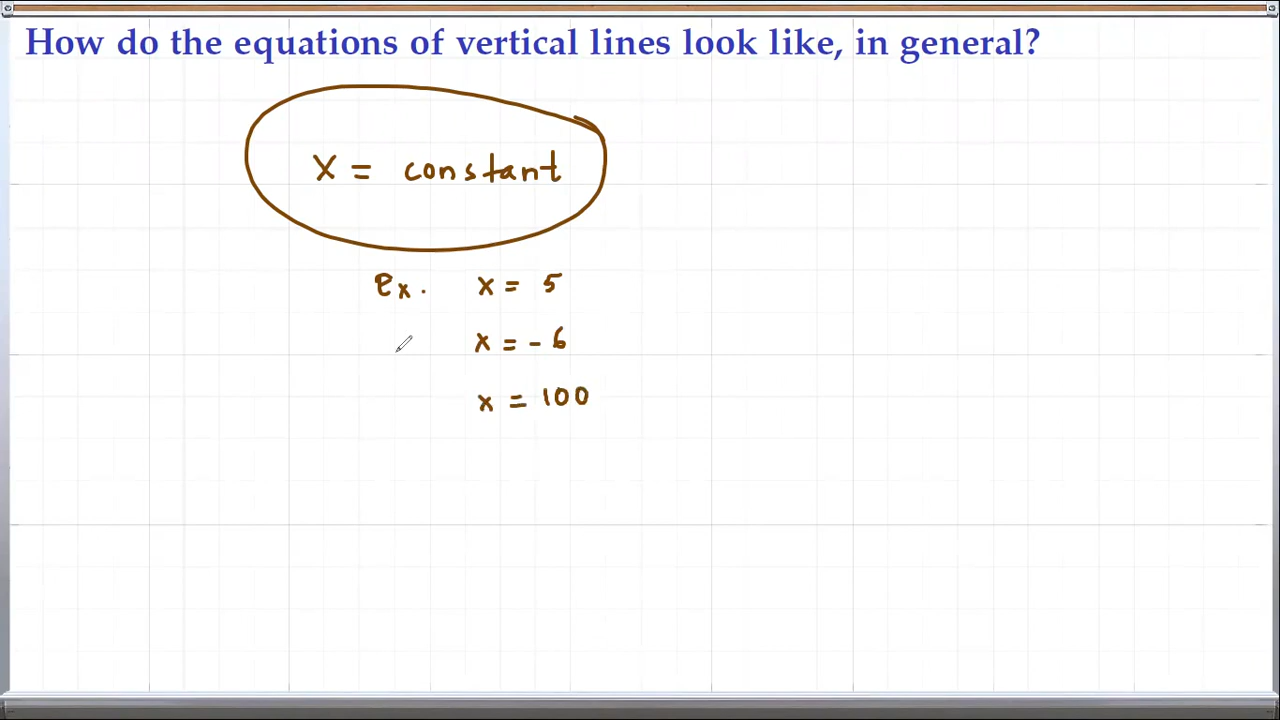 How do the equations of vertical lines look like, in general?
x = constant
Ex. x = 5
x = - 6
x = 100